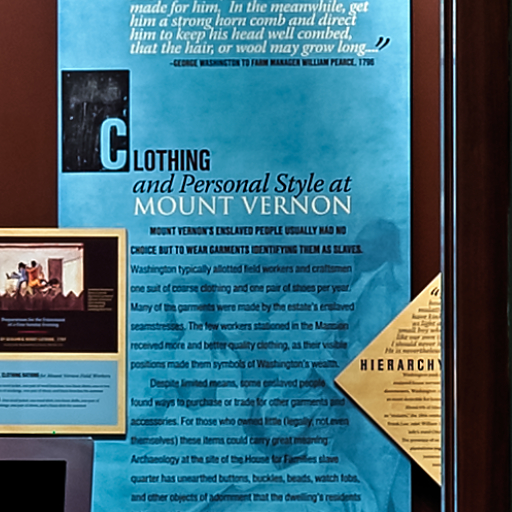 made for him. In the meanwhile, get
him a strong horn comb and direct
him to keep his head well combed,
that the hair, or wool may grow long...”
–GEORGE WASHINGTON TO FARM MANAGER WILLIAM PEARCE, 1796
CLOTHING
and Personal Style at
MOUNT VERNON
MOUNT VERNON'S ENSLAVED PEOPLE USUALLY HAD NO
CHOICE BUT TO WEAR GARMENTS IDENTIFYING THEM AS SLAVES.
Washington typically allotted field workers and craftsmen
one suit of coarse clothing and one pair of shoes per year.
Many of the garments were made by the estate's enslaved
seamstresses. The few workers stationed in the Mansion
received more and better-quality clothing, as their visible
positions made them symbols of Washington's wealth.
Despite limited means, some enslaved people
found ways to purchase or trade for other garments and
accessories. For those who owned little (legally, not even
themselves) these items could carry great meaning.
Archaeology at the site of the House for Families slave
quarter has unearthed buttons, buckles, beads, watch fobs,
and other objects of adornment that the dwelling's residents
CLOTHING RATIONS for Mount Vernon Field Workers
HIERARCHY